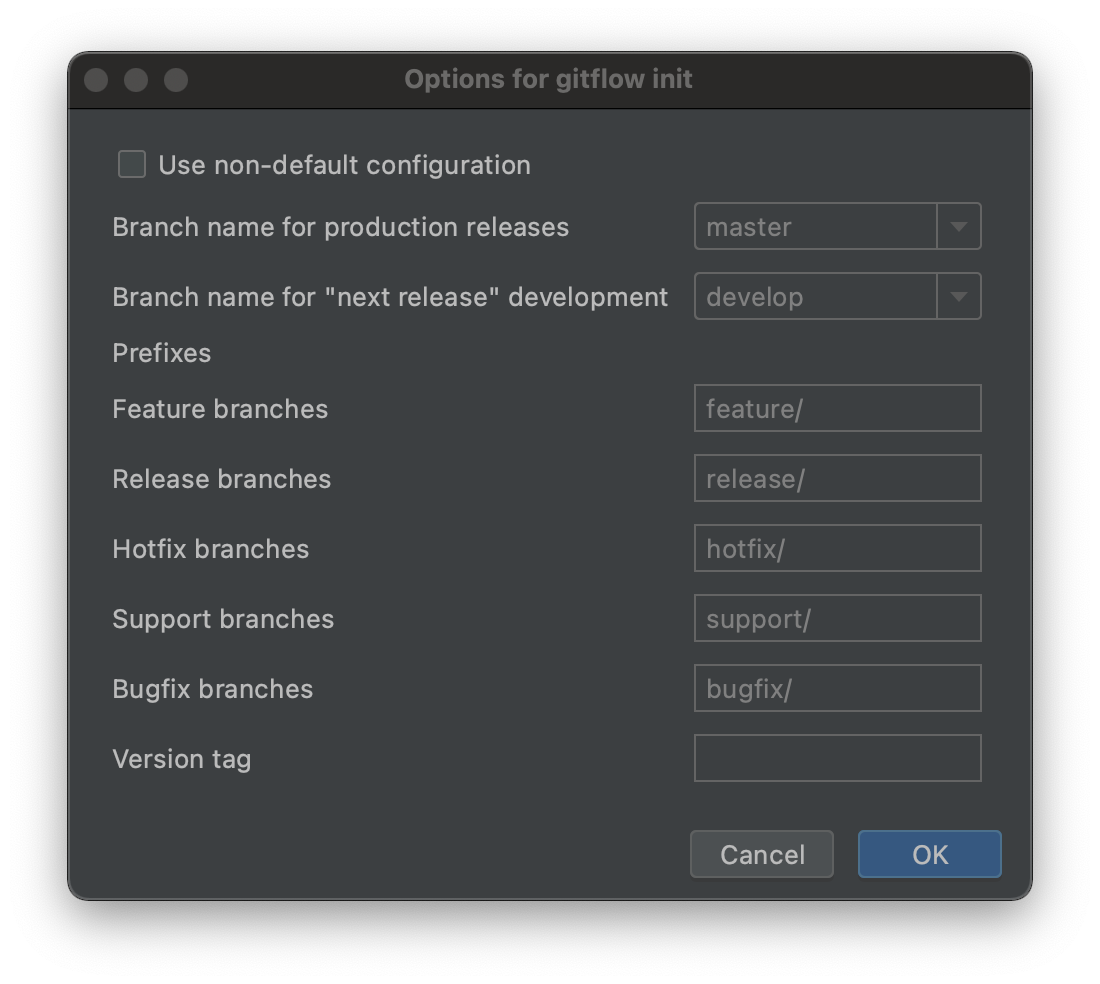 Options for gitflow init
Use non-default configuration
Branch name for production releases master
Branch name for "next release" development develop
Prefixes
Feature branches feature/
Release branches release/
Hotfix branches hotfix/
Support branches support/
Bugfix branches bugfix/
Version tag
Cancel OK